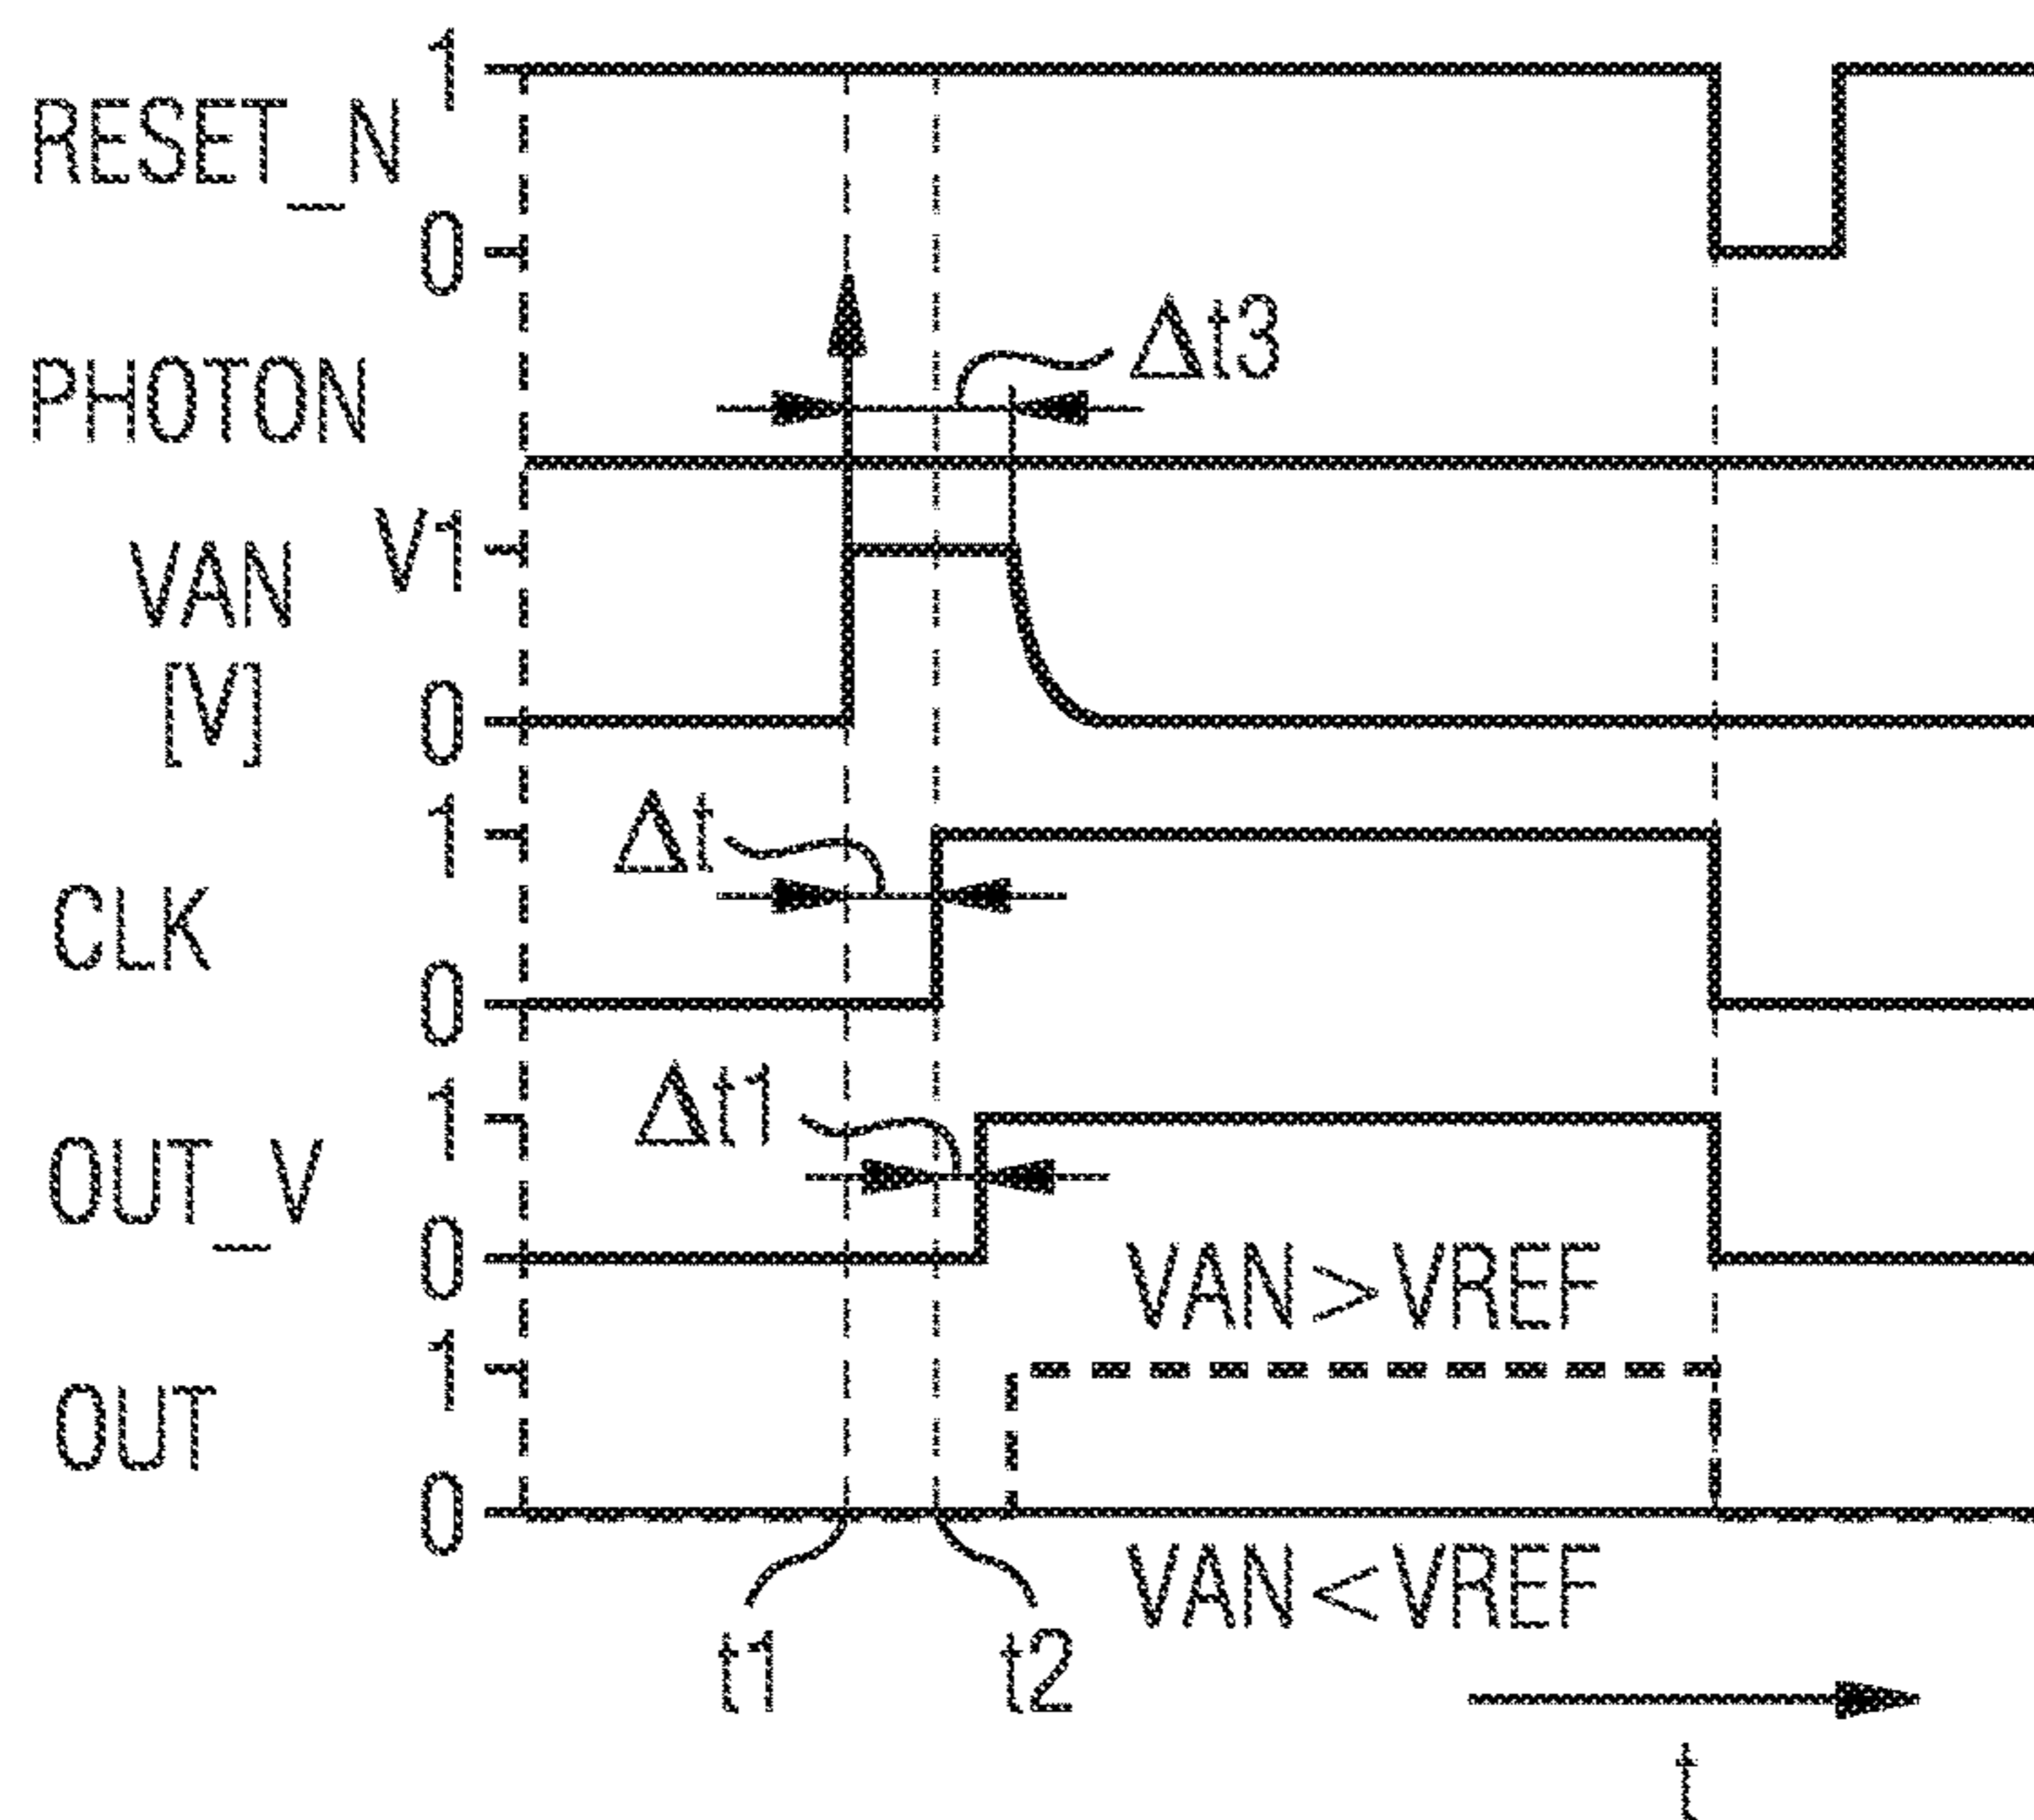 1
RESET_N
0
Δt3
PHOTON
V1
VAN
[V]
0
1
Δt
CLK
0
1
Δt1
OUT_V
0
VAN>VREF
1
OUT
0
VAN<VREF
t1
t2
t